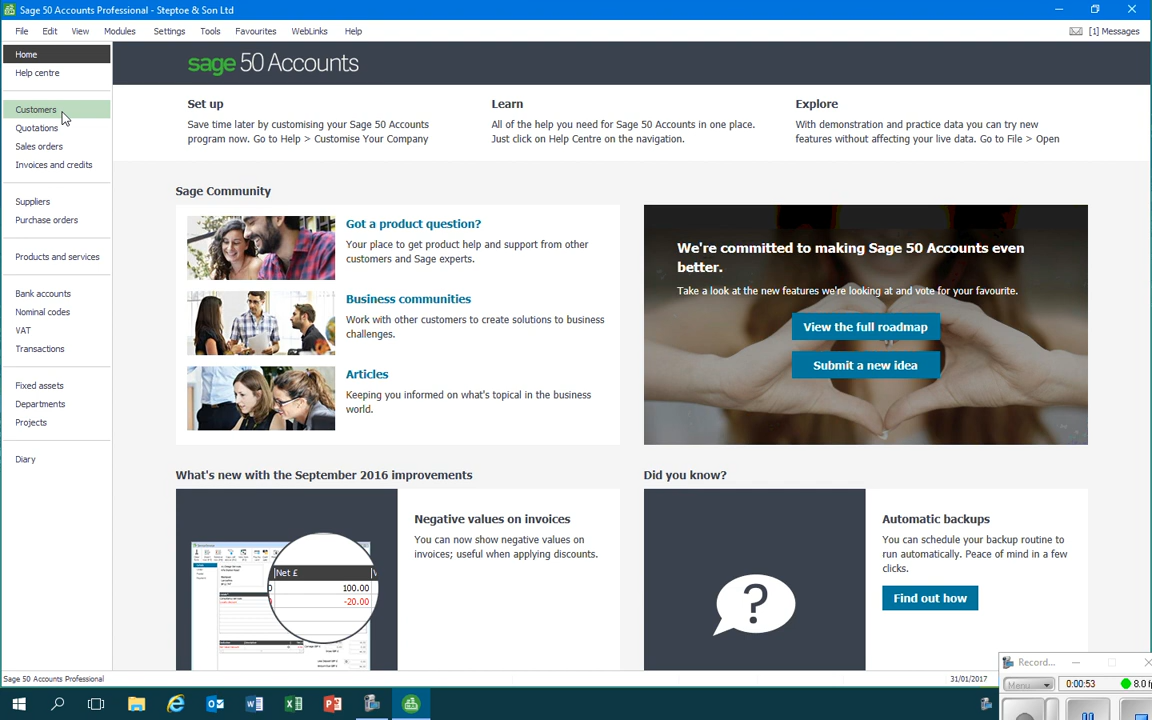 Sage 50 Accounts Professional - Steptoe & Son Ltd
File Edit View Modules Settings Tools Favourites WebLinks Help [1] Messages
Home
Help centre
Customers
Quotations
Sales orders
Invoices and credits
Suppliers
Purchase orders
Products and services
Bank accounts
Nominal codes
VAT
Transactions
Fixed assets
Departments
Projects
Diary
sage 50 Accounts
Set up
Save time later by customising your Sage 50 Accounts
program now. Go to Help > Customise Your Company
Learn
All of the help you need for Sage 50 Accounts in one place.
Just click on Help Centre on the navigation.
Explore
With demonstration and practice data you can try new
features without affecting your live data. Go to File > Open
Sage Community
Got a product question?
Your place to get product help and support from other
customers and Sage experts.
Business communities
Work with other customers to create solutions to business
challenges.
Articles
Keeping you informed on what's topical in the business
world.
We're committed to making Sage 50 Accounts even
better.
Take a look at the new features we're looking at and vote for your favourite.
View the full roadmap
Submit a new idea
What's new with the September 2016 improvements
Net £ V
0 100.00
0 -20.00
Negative values on invoices
You can now show negative values on
invoices; useful when applying discounts.
Did you know?
?
Automatic backups
You can schedule your backup routine to
run automatically. Peace of mind in a few
clicks.
Find out how
Sage 50 Accounts Professional
31/01/2017
Record...
Menu 0:00:53 8.0 fp